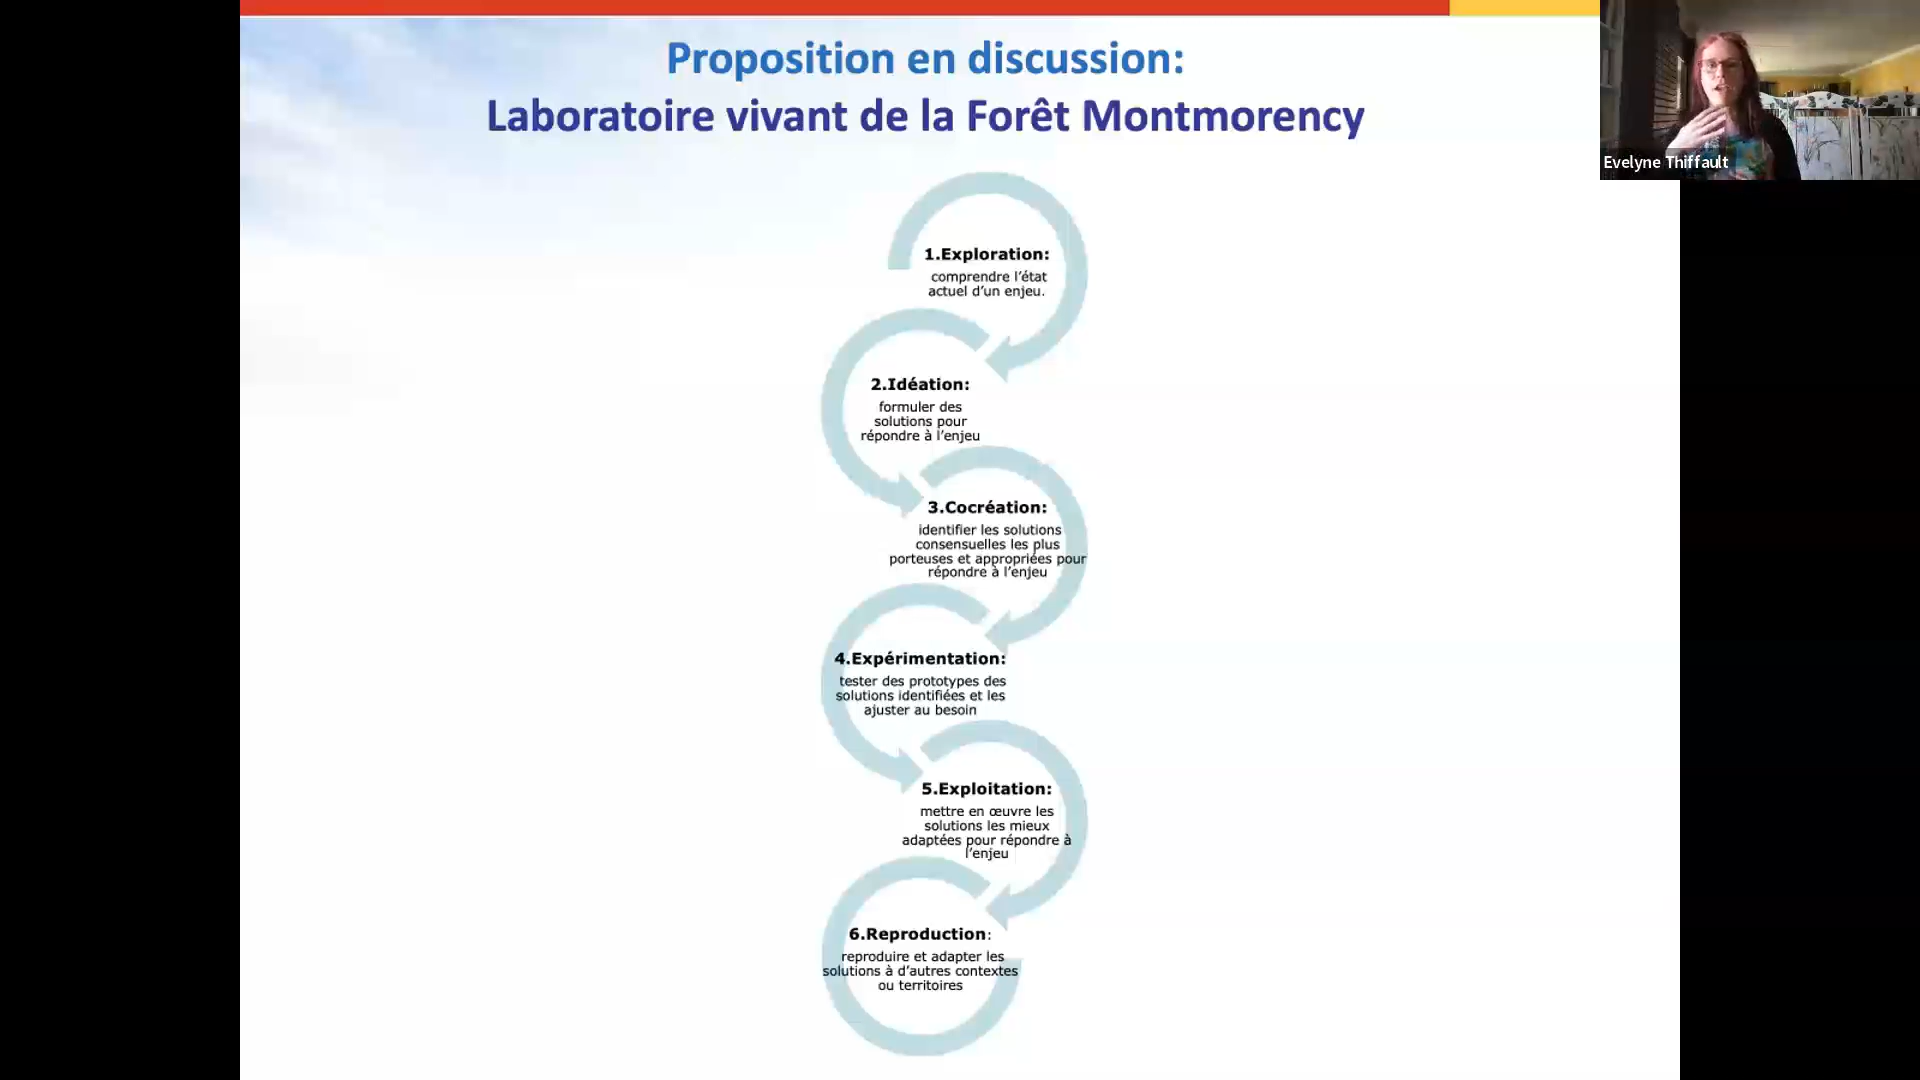 Proposition en discussion:
Laboratoire vivant de la Forêt Montmorency
Evelyne Thiffault
1.Exploration:
comprendre l'état
actuel d'un enjeu.
2.Idéation:
formuler des
solutions pour
répondre à l'enjeu
3.Cocréation:
identifier les solutions
consensuelles les plus
porteuses et appropriées pour
répondre à l'enjeu
4.Expérimentation:
tester des prototypes des
solutions identifiées et les
ajuster au besoin
5.Exploitation:
mettre en œuvre les
solutions les mieux
adaptées pour répondre à
l'enjeu
6.Reproduction:
reproduire et adapter les
solutions à d'autres contextes
ou territoires